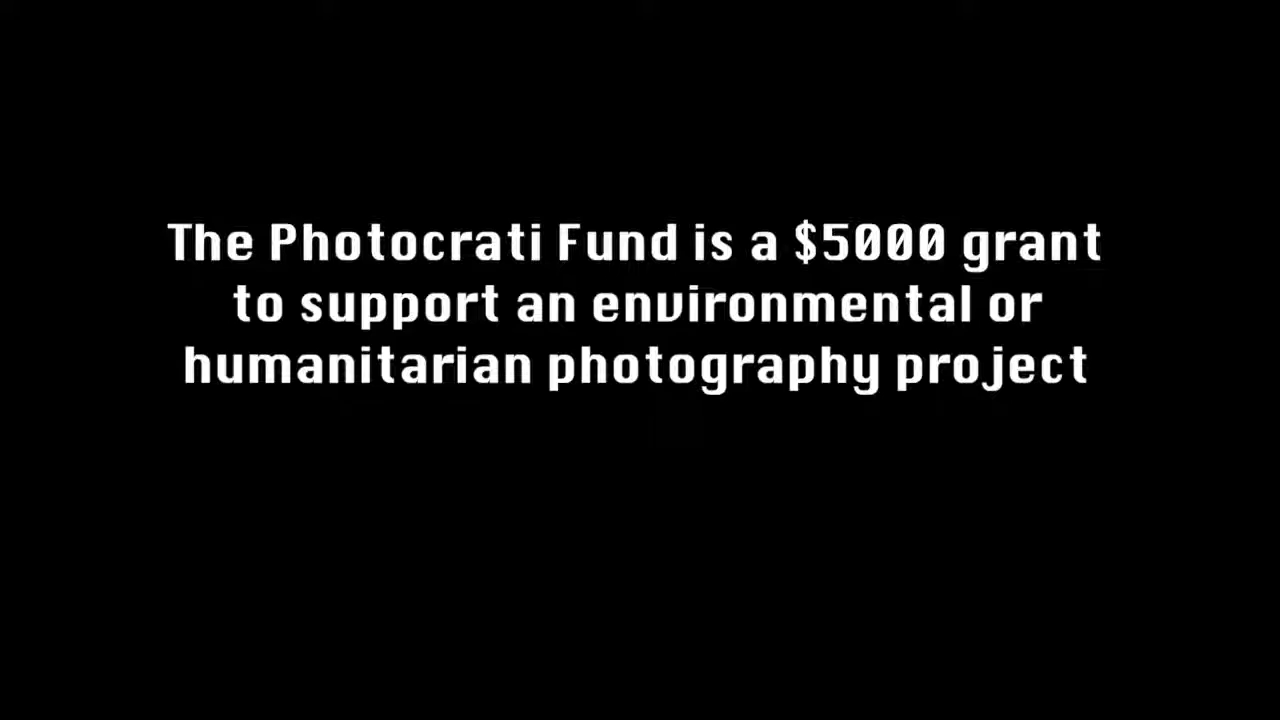 The Photocrati Fund is a $5000 grant
to support an environmental or
humanitarian photography project